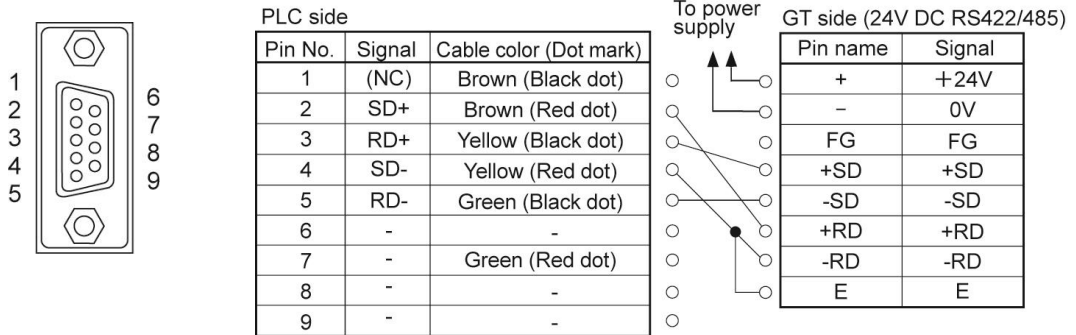 1
2
3
4
5
6
7
8
9
PLC side
Pin No. Signal Cable color (Dot mark)
1 (NC) Brown (Black dot)
2 SD+ Brown (Red dot)
3 RD+ Yellow (Black dot)
4 SD- Yellow (Red dot)
5 RD- Green (Black dot)
6 - -
7 - Green (Red dot)
8 - -
9 - -
To power
supply
GT side (24V DC RS422/485)
Pin name Signal
+ +24V
− 0V
FG FG
+SD +SD
-SD -SD
+RD +RD
-RD -RD
E E